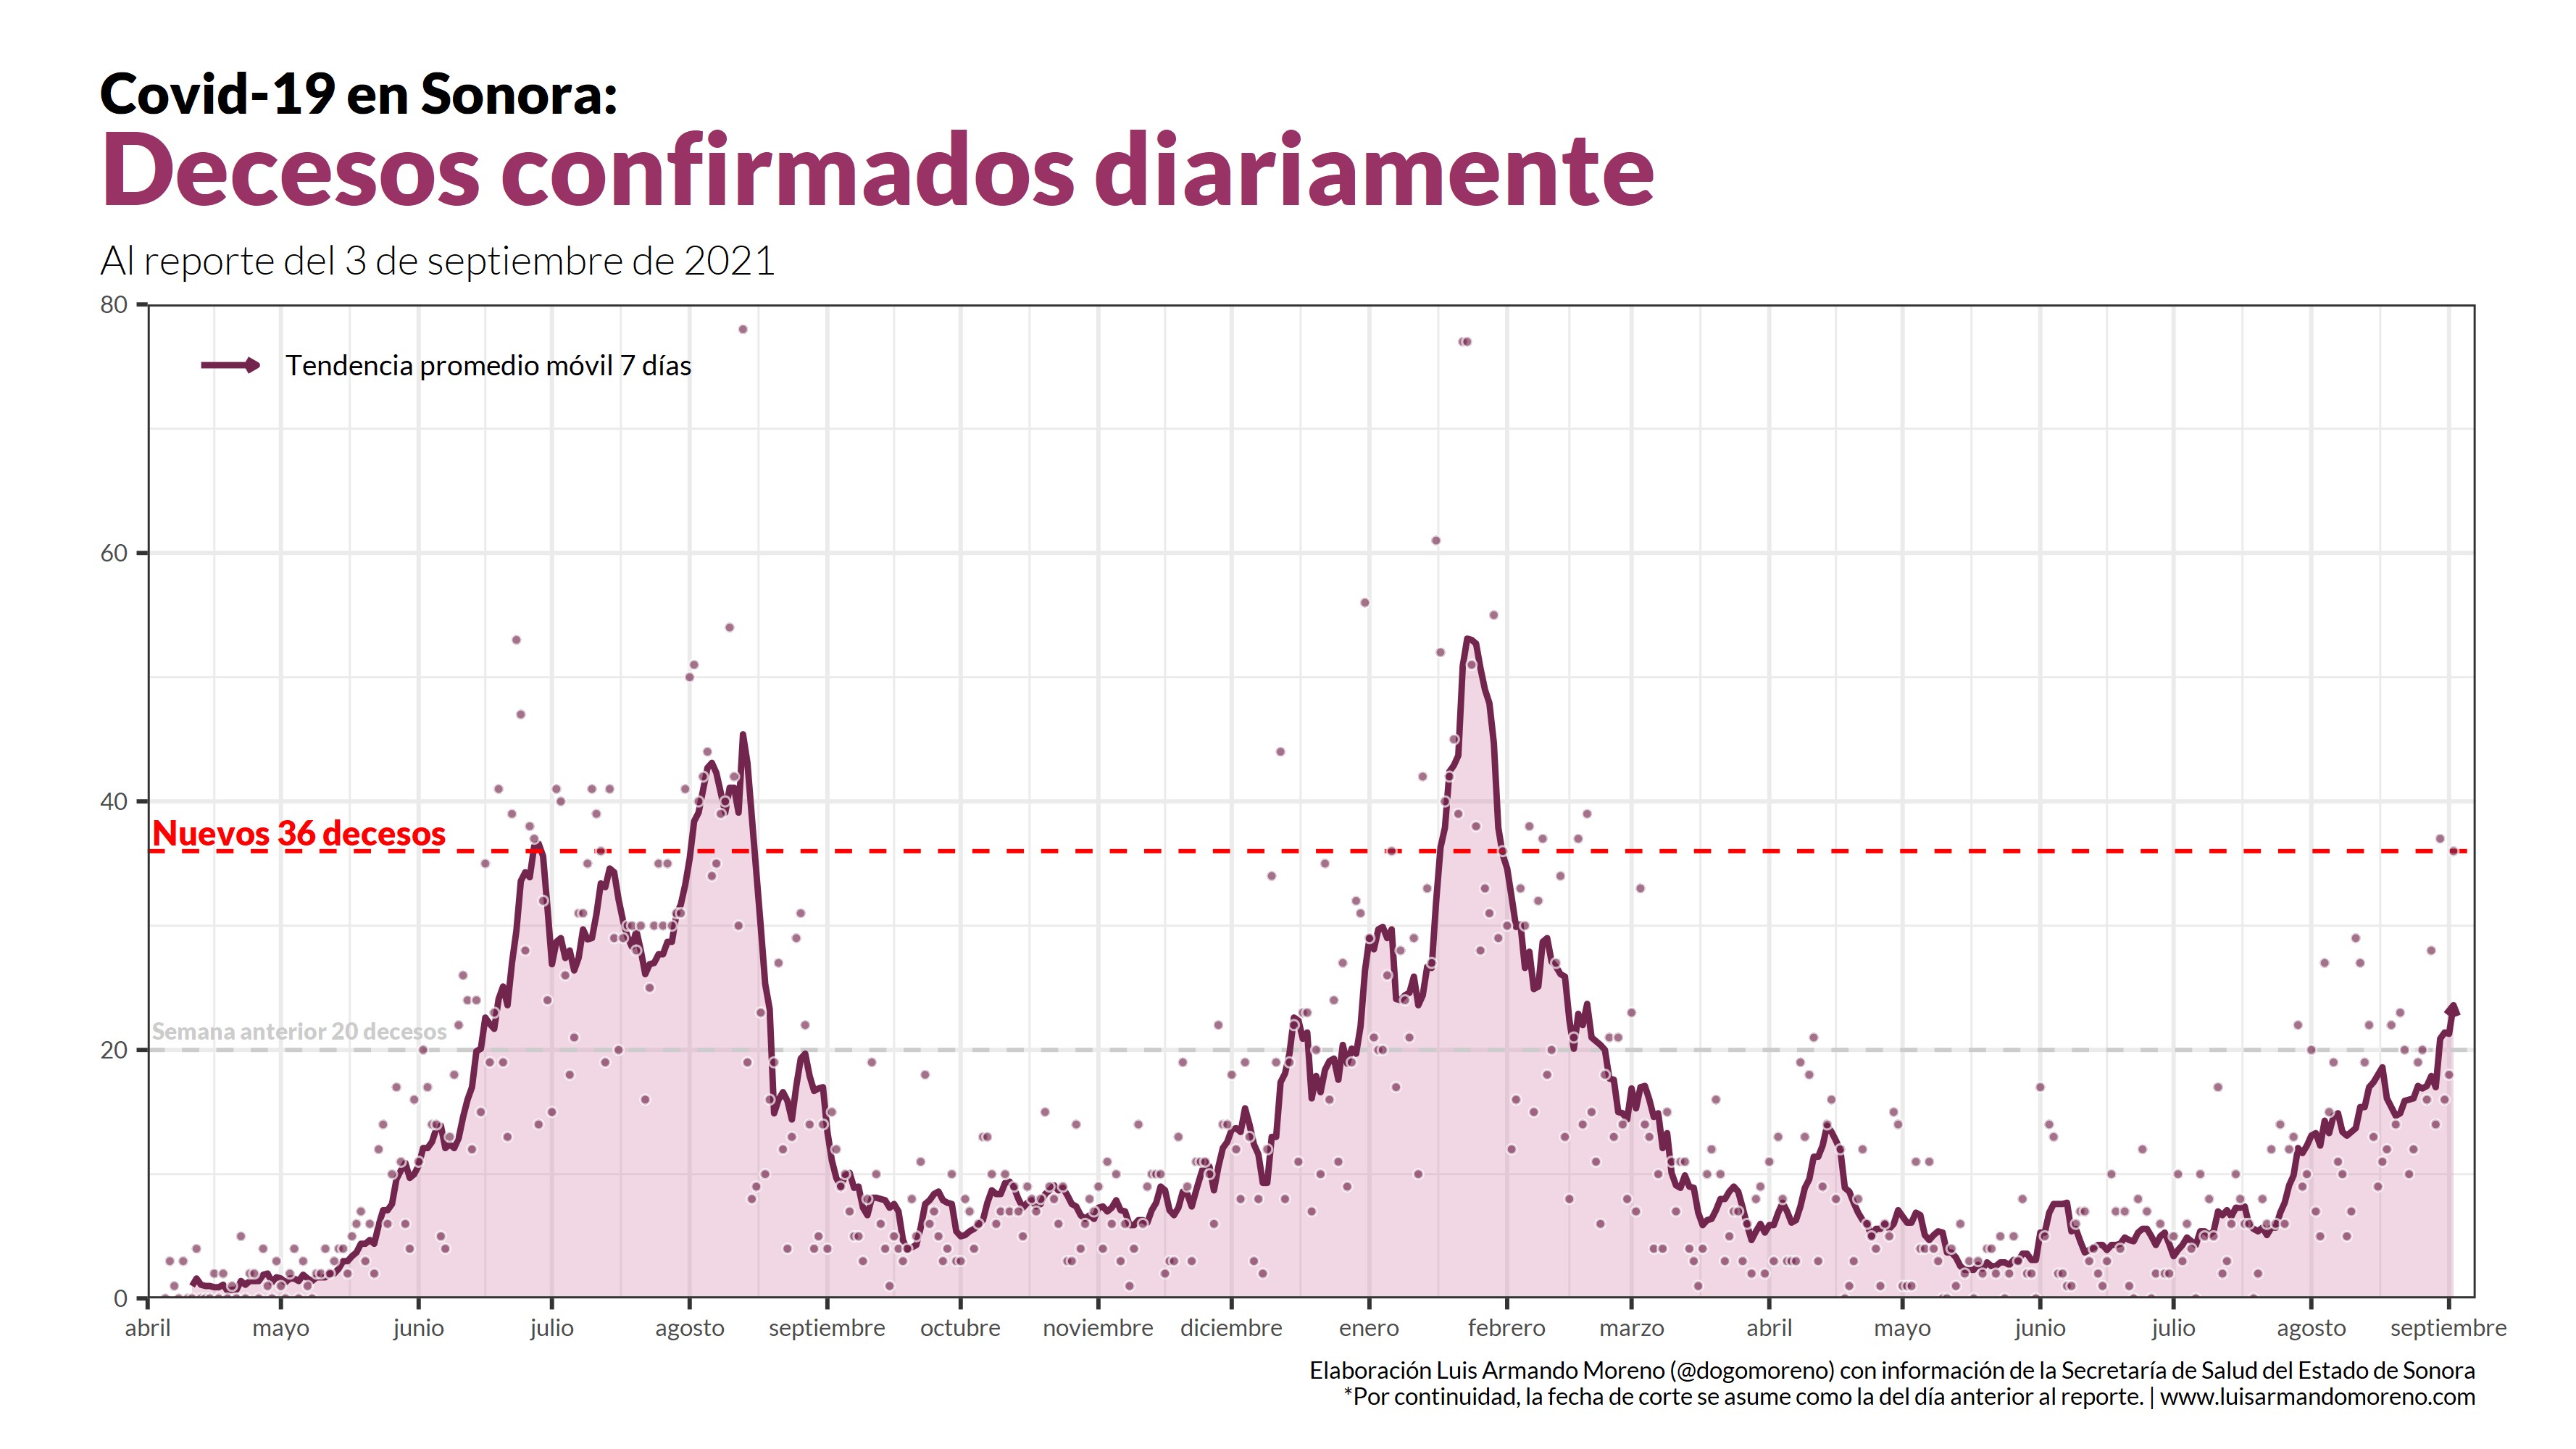 Covid-19 en Sonora:
Decesos confirmados diariamente
Al reporte del 3 de septiembre de 2021
80
Tendencia promedio móvil 7 días
60
40
Nuevos 36 decesos
Semana anterior 20 decesos
20
0
abril mayo junio julio agosto septiembre octubre noviembre diciembre enero febrero marzo abril mayo junio julio agosto septiembre
Elaboración Luis Armando Moreno (@dogomoreno) con información de la Secretaría de Salud del Estado de Sonora
*Por continuidad, la fecha de corte se asume como la del día anterior al reporte. | www.luisarmandomoreno.com